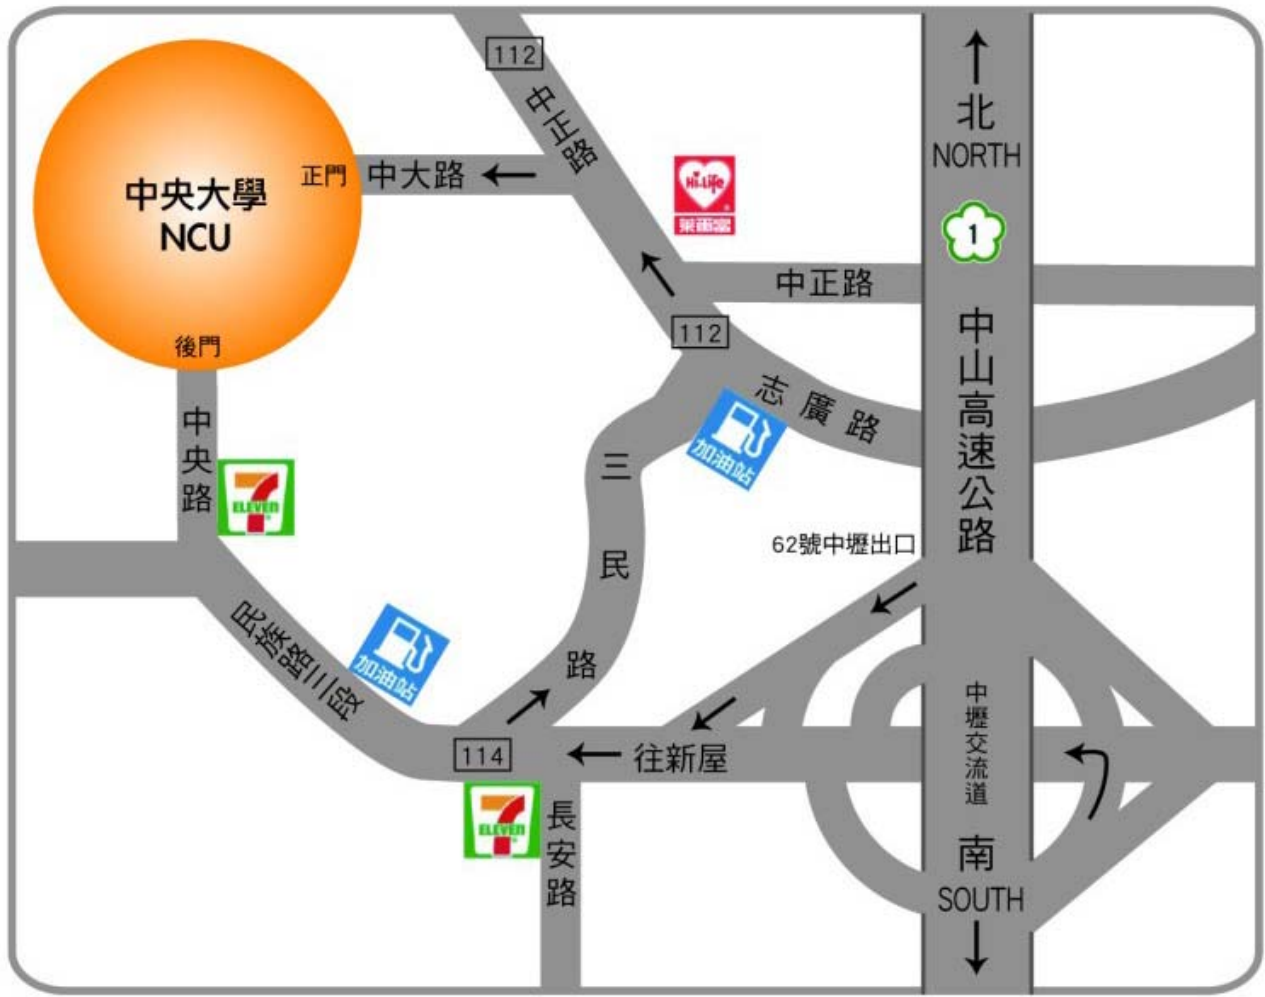 112
中正路
北
NORTH
正門
中大路
中央大學
NCU
Hi-Life
萊爾富
1
中正路
112
後門
中山高速公路
志廣路
加油站
中央路
三民路
7
ELEVEN
62號中壢出口
民族路三段
加油站
中壢交流道
114
往新屋
7
ELEVEN
長安路
南
SOUTH